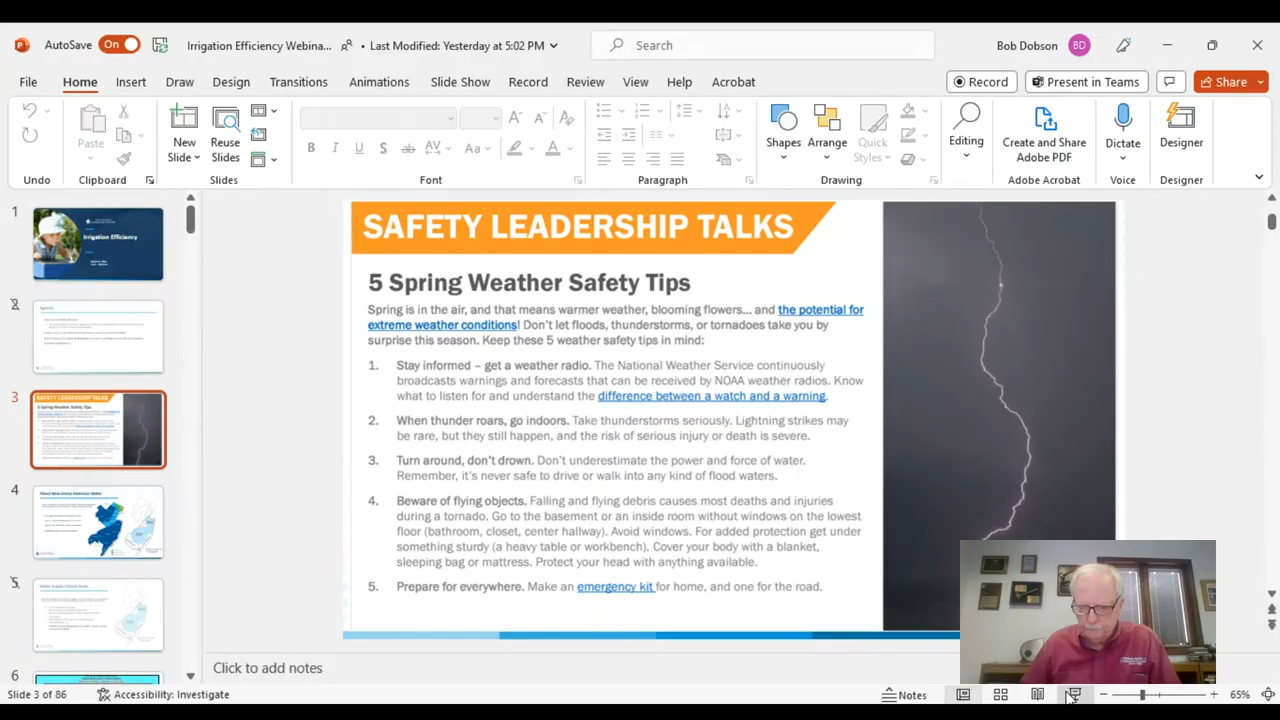 AutoSave On Irrigation Efficiency Webina... • Last Modified: Yesterday at 5:02 PM Search Bob Dobson BD
File Home Insert Draw Design Transitions Animations Slide Show Record Review View Help Acrobat Record Present in Teams Share
Paste New Slide Reuse Slides Shapes Arrange Quick Styles Editing Create and Share Adobe PDF Dictate Designer
Undo Clipboard Slides Font Paragraph Drawing Adobe Acrobat Voice Designer
1
Irrigation Efficiency
2
3
4
5
6
SAFETY LEADERSHIP TALKS
5 Spring Weather Safety Tips
Spring is in the air, and that means warmer weather, blooming flowers... and the potential for
extreme weather conditions! Don't let floods, thunderstorms, or tornadoes take you by
surprise this season. Keep these 5 weather safety tips in mind:
1. Stay informed – get a weather radio. The National Weather Service continuously
broadcasts warnings and forecasts that can be received by NOAA weather radios. Know
what to listen for and understand the difference between a watch and a warning.
2. When thunder roars, go indoors. Take thunderstorms seriously. Lightning strikes may
be rare, but they still happen, and the risk of serious injury or death is severe.
3. Turn around, don't drown. Don't underestimate the power and force of water.
Remember, it's never safe to drive or walk into any kind of flood waters.
4. Beware of flying objects. Falling and flying debris causes most deaths and injuries
during a tornado. Go to the basement or an inside room without windows on the lowest
floor (bathroom, closet, center hallway). Avoid windows. For added protection get under
something sturdy (a heavy table or workbench). Cover your body with a blanket,
sleeping bag or mattress. Protect your head with anything available.
5. Prepare for everywhere. Make an emergency kit for home, and one for the road.
Click to add notes
Slide 3 of 86 Accessibility: Investigate Notes 65%